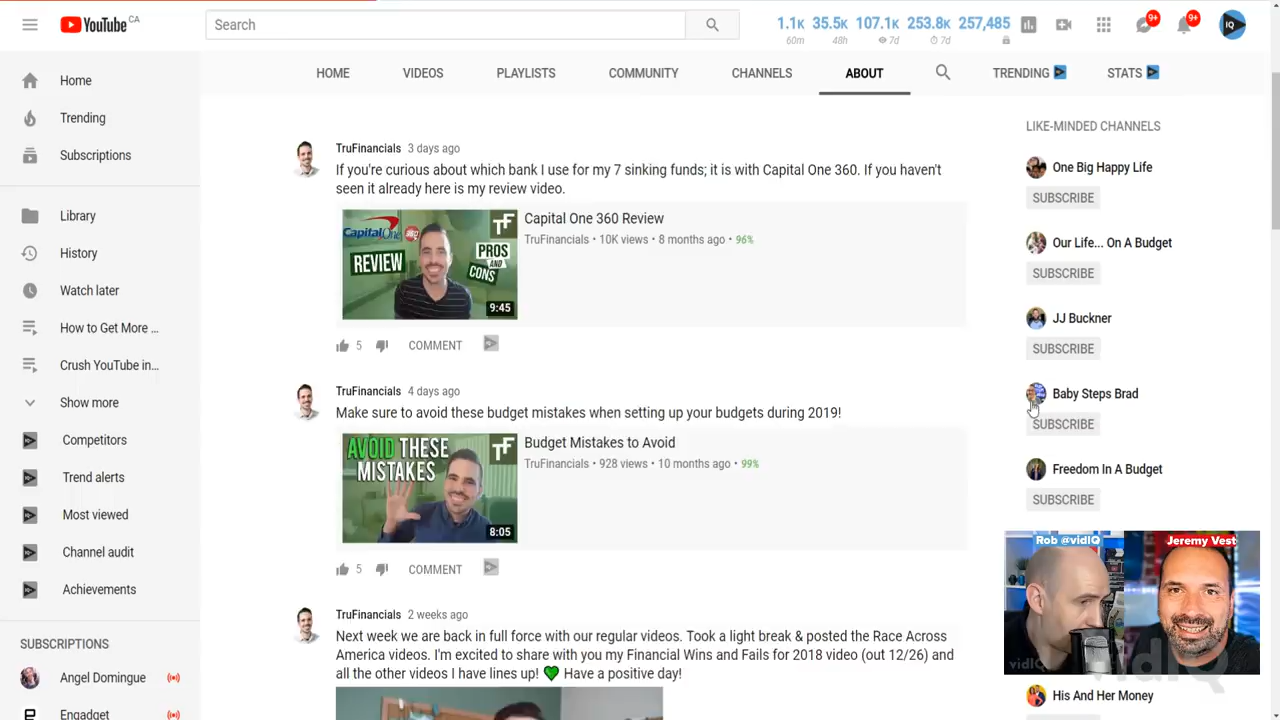 YouTube CA
Search
1.1k 35.5k 107.1k 253.8k 257,485
60m 48h 7d 7d
9+ 9+
IQ
Home
Trending
Subscriptions
Library
History
Watch later
How to Get More ...
Crush YouTube in...
Show more
Competitors
Trend alerts
Most viewed
Channel audit
Achievements
SUBSCRIPTIONS
Angel Domingue
Engadget
HOME VIDEOS PLAYLISTS COMMUNITY CHANNELS ABOUT TRENDING STATS
TruFinancials 3 days ago
If you're curious about which bank I use for my 7 sinking funds; it is with Capital One 360. If you haven't
seen it already here is my review video.
Capital One
360
REVIEW
TF
PROS
AND
CONS
9:45
Capital One 360 Review
TruFinancials • 10K views • 8 months ago • 96%
5 COMMENT
TruFinancials 4 days ago
Make sure to avoid these budget mistakes when setting up your budgets during 2019!
AVOID THESE
MISTAKES
TF
8:05
Budget Mistakes to Avoid
TruFinancials • 928 views • 10 months ago • 99%
5 COMMENT
TruFinancials 2 weeks ago
Next week we are back in full force with our regular videos. Took a light break & posted the Race Across
America videos. I'm excited to share with you my Financial Wins and Fails for 2018 video (out 12/26) and
all the other videos I have lines up! 💚 Have a positive day!
LIKE-MINDED CHANNELS
One Big Happy Life
SUBSCRIBE
Our Life... On A Budget
SUBSCRIBE
JJ Buckner
SUBSCRIBE
Baby Steps Brad
SUBSCRIBE
Freedom In A Budget
SUBSCRIBE
Rob @vidIQ
Jeremy Vest
vidIQ
vidIQ
His And Her Money